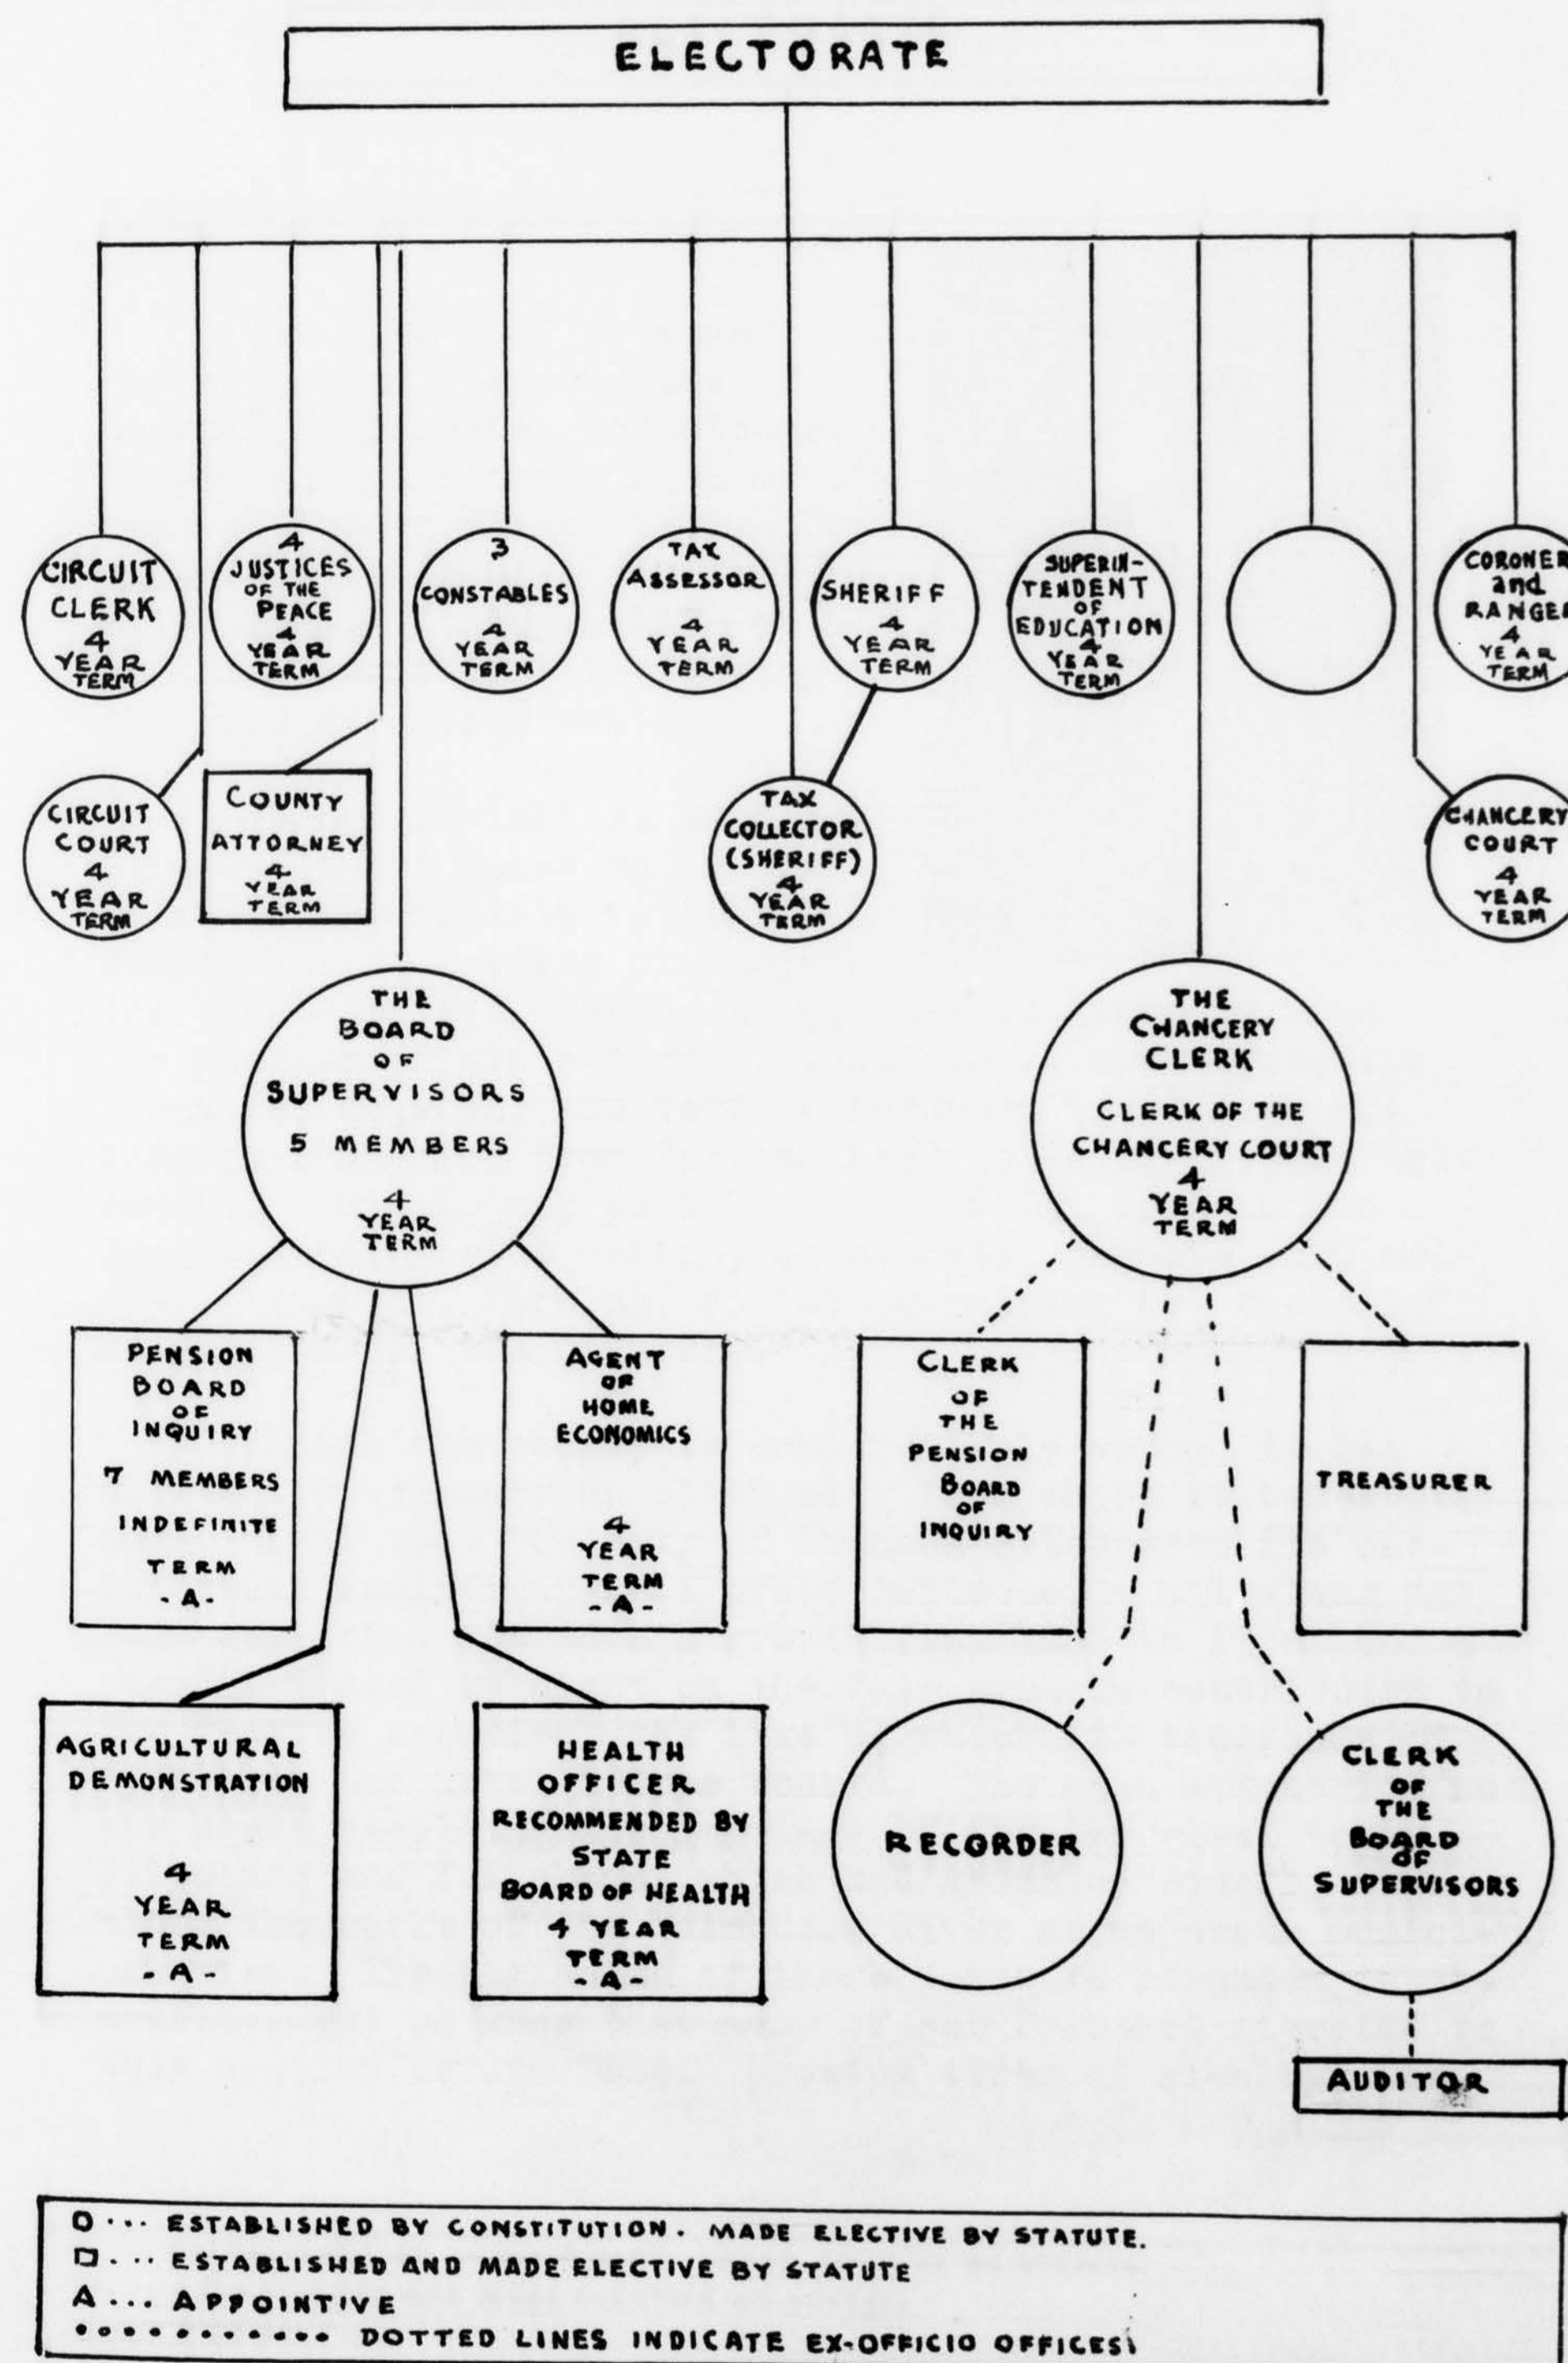 ELECTORATE
CIRCUIT
CLERK
4
YEAR
TERM
4
JUSTICES
OF THE
PEACE
4
YEAR
TERM
3
CONSTABLES
4
YEAR
TERM
TAX
ASSESSOR
4
YEAR
TERM
SHERIFF
4
YEAR
TERM
SUPERIN-
TENDENT
OF
EDUCATION
4
YEAR
TERM
CORONER
and
RANGER
4
YEAR
TERM
CIRCUIT
COURT
4
YEAR
TERM
COUNTY
ATTORNEY
4
YEAR
TERM
TAX
COLLECTOR
(SHERIFF)
4
YEAR
TERM
CHANCERY
COURT
4
YEAR
TERM
THE
BOARD
OF
SUPERVISORS
5 MEMBERS
4
YEAR
TERM
THE
CHANCERY
CLERK
CLERK OF THE
CHANCERY COURT
4
YEAR
TERM
PENSION
BOARD
OF
INQUIRY
7 MEMBERS
INDEFINITE
TERM
- A -
AGENT
OF
HOME
ECONOMICS
4
YEAR
TERM
- A -
CLERK
OF
THE
PENSION
BOARD
OF
INQUIRY
TREASURER
AGRICULTURAL
DEMONSTRATION
4
YEAR
TERM
- A -
HEALTH
OFFICER
RECOMMENDED BY
STATE
BOARD OF HEALTH
4 YEAR
TERM
- A -
RECORDER
CLERK
OF
THE
BOARD
OF
SUPERVISORS
AUDITOR
O ... ESTABLISHED BY CONSTITUTION. MADE ELECTIVE BY STATUTE.
□ ... ESTABLISHED AND MADE ELECTIVE BY STATUTE
A ... APPOINTIVE
............ DOTTED LINES INDICATE EX-OFFICIO OFFICES.